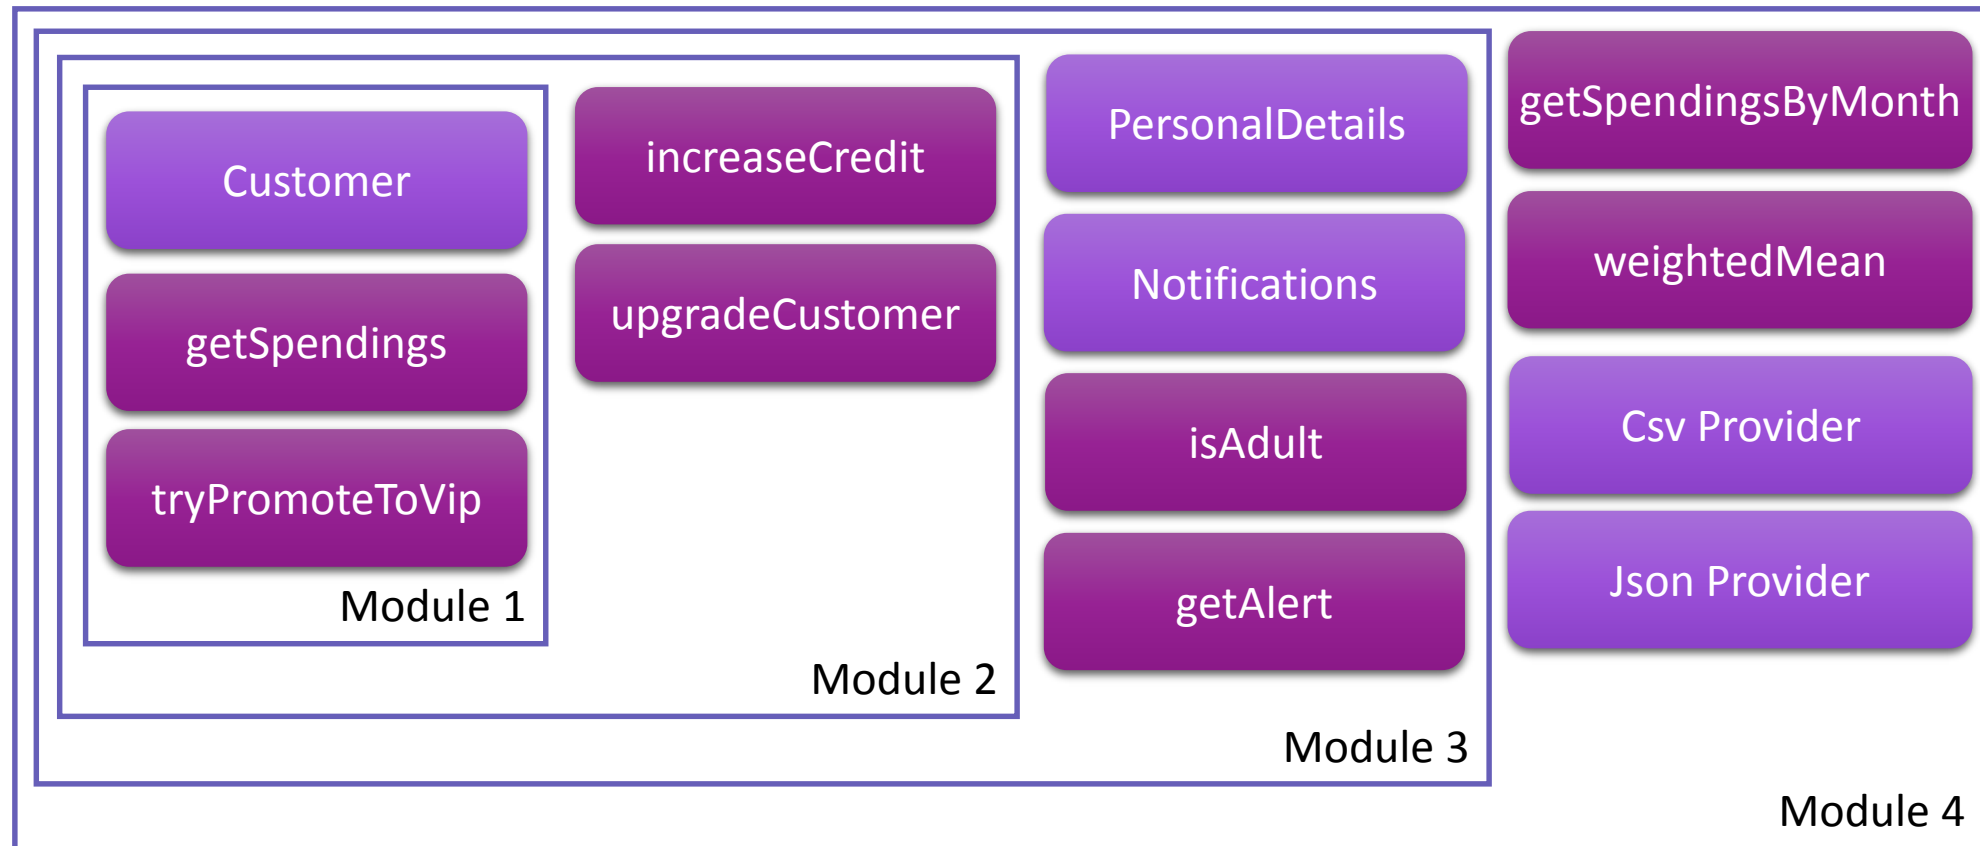 Customer
getSpendings
tryPromoteToVip
Module 1
increaseCredit
upgradeCustomer
Module 2
PersonalDetails
Notifications
isAdult
getAlert
Module 3
getSpendingsByMonth
weightedMean
Csv Provider
Json Provider
Module 4